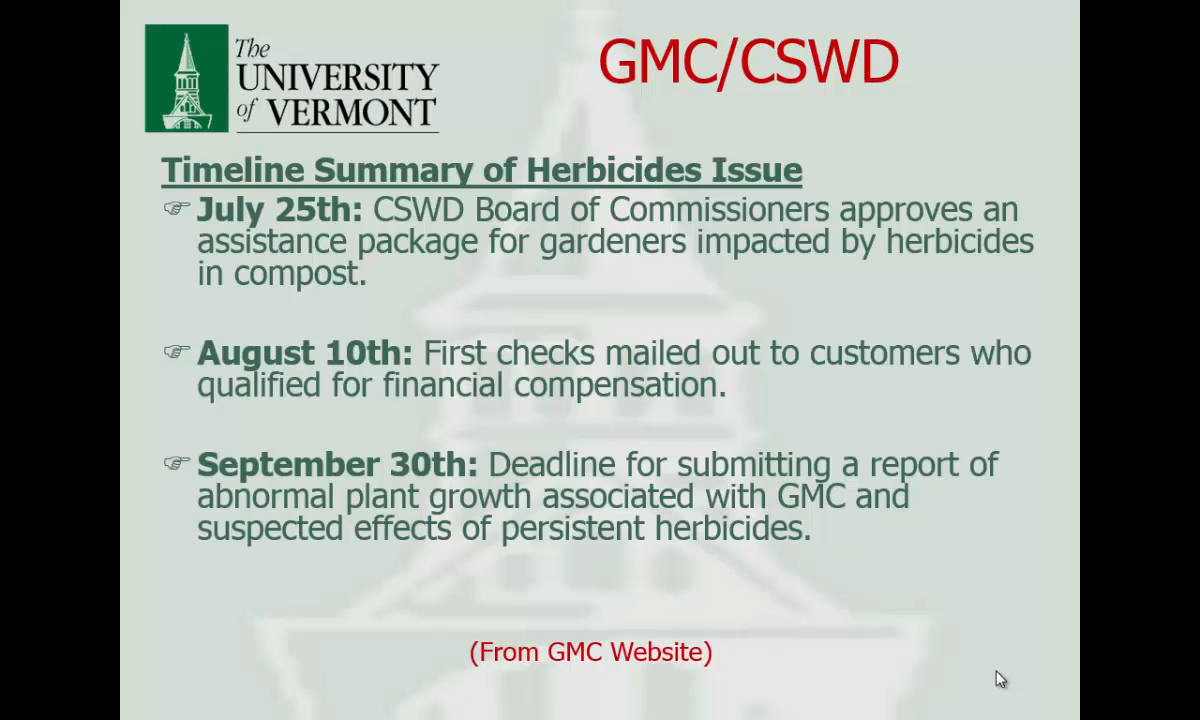 The
UNIVERSITY
of VERMONT
GMC/CSWD
Timeline Summary of Herbicides Issue
July 25th: CSWD Board of Commissioners approves an
assistance package for gardeners impacted by herbicides
in compost.
August 10th: First checks mailed out to customers who
qualified for financial compensation.
September 30th: Deadline for submitting a report of
abnormal plant growth associated with GMC and
suspected effects of persistent herbicides.
(From GMC Website)